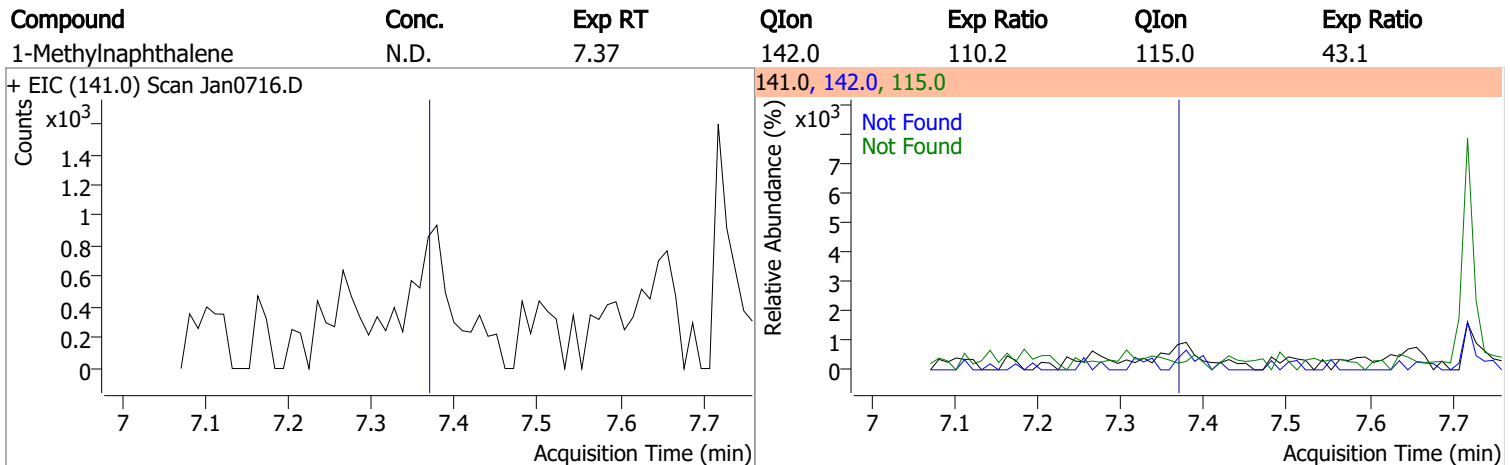 Compound Conc. Exp RT QIon Exp Ratio QIon Exp Ratio
1-Methylnaphthalene N.D. 7.37 142.0 110.2 115.0 43.1
+ EIC (141.0) Scan Jan0716.D
Counts
x10³
1.4
1.2
1
0.8
0.6
0.4
0.2
0
7 7.1 7.2 7.3 7.4 7.5 7.6 7.7
Acquisition Time (min)
141.0, 142.0, 115.0
Relative Abundance (%)
x10³
Not Found
Not Found
7
6
5
4
3
2
1
0
7 7.1 7.2 7.3 7.4 7.5 7.6 7.7
Acquisition Time (min)